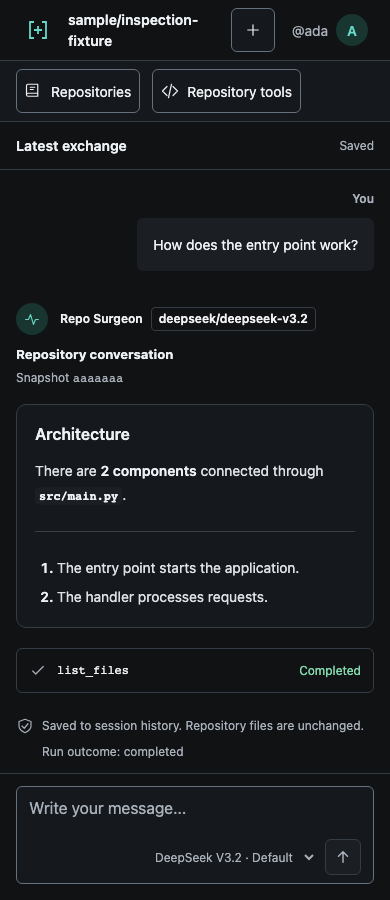 [+]
sample/inspection-
fixture
+
@ada
A
Repositories
</> Repository tools
Latest exchange
Saved
You
How does the entry point work?
Repo Surgeon
deepseek/deepseek-v3.2
Repository conversation
Snapshot aaaaaaa
Architecture
There are 2 components connected through
src/main.py.
1. The entry point starts the application.
2. The handler processes requests.
list_files
Completed
Saved to session history. Repository files are unchanged.
Run outcome: completed
Write your message...
DeepSeek V3.2 · Default